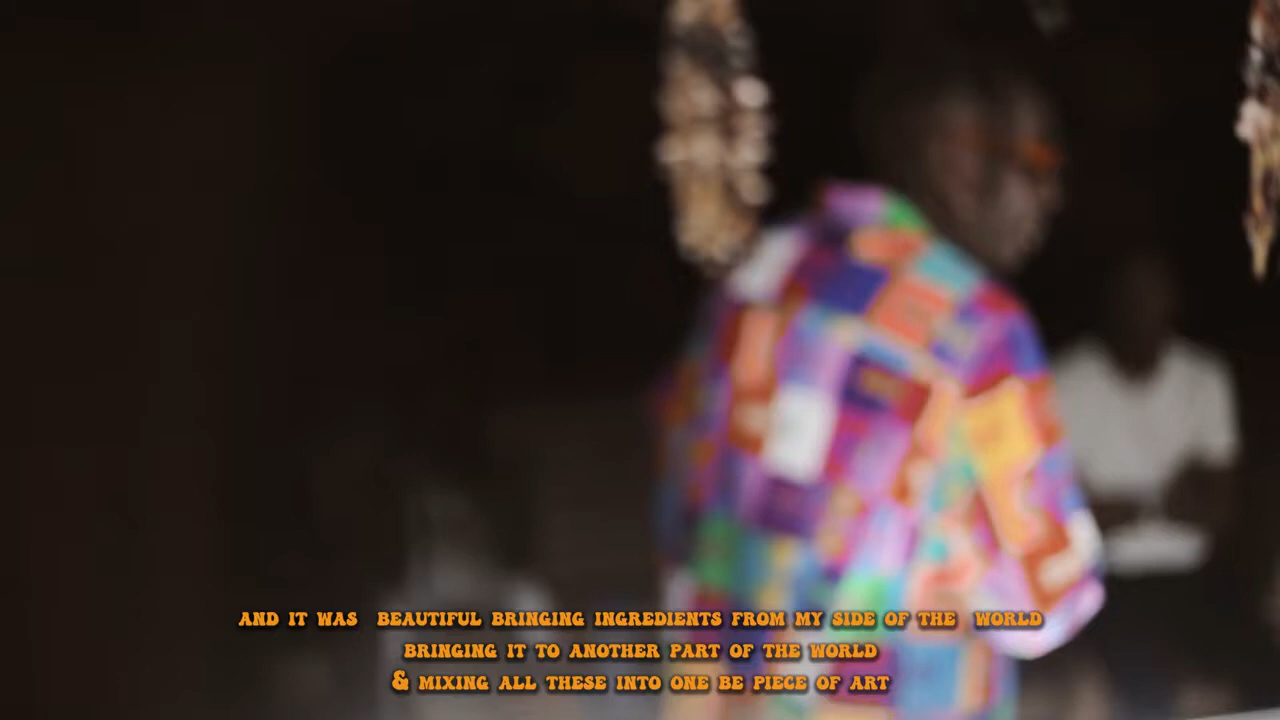 AND IT WAS BEAUTIFUL BRINGING INGREDIENTS FROM MY SIDE OF THE WORLD
BRINGING IT TO ANOTHER PART OF THE WORLD
& MIXING ALL THESE INTO ONE BE PIECE OF ART